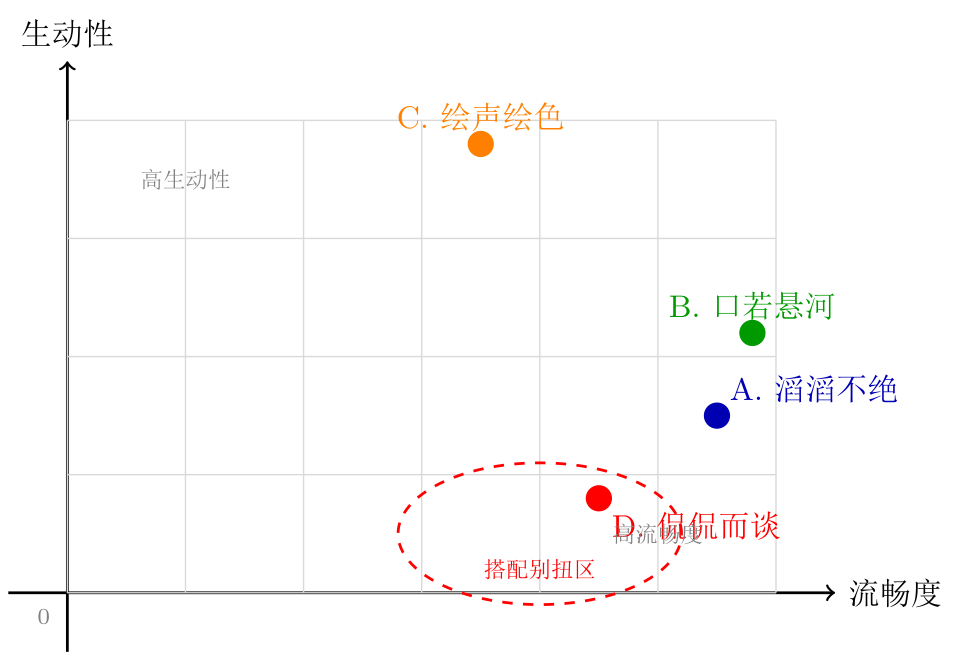 生动性
C. 绘声绘色
高生动性
B. 口若悬河
A. 滔滔不绝
D. 侃侃而谈
高流畅度
搭配别扭区
流畅度
0